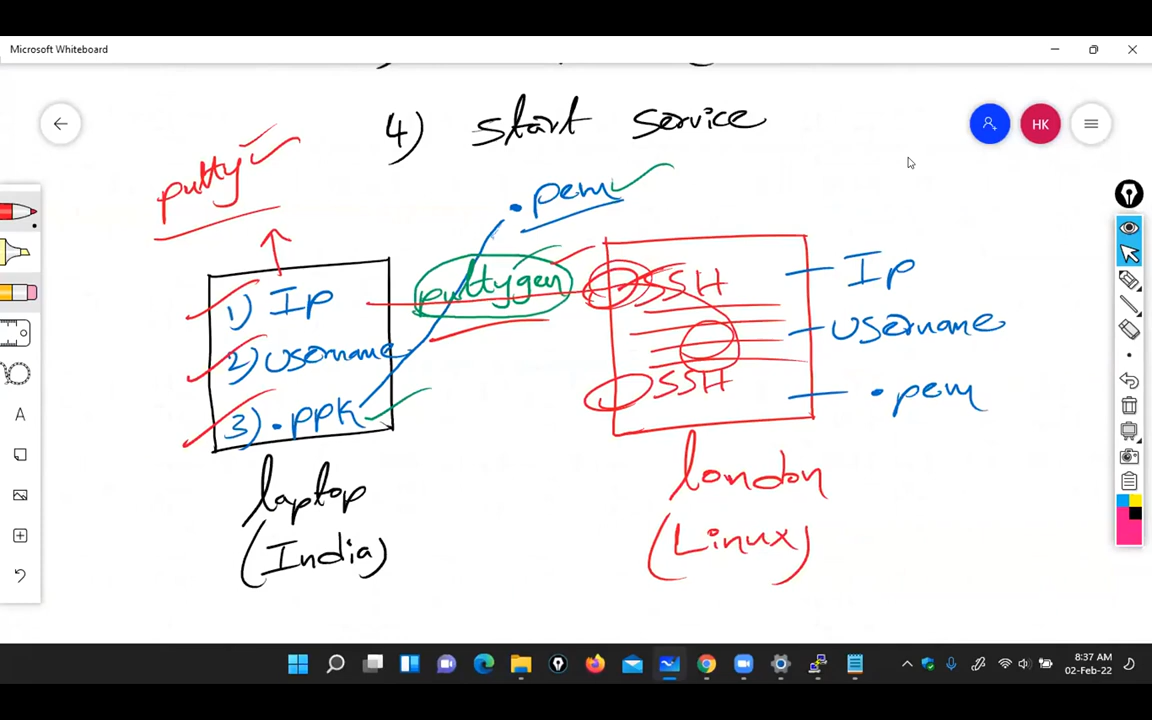 Microsoft Whiteboard
4) start service
HK
putty
.pem
puttygen
1) Ip
2) username
3) .PPK
SSH
SSH
Ip
username
.pem
laptop
(India)
london
(Linux)
A
8:37 AM
02-Feb-22